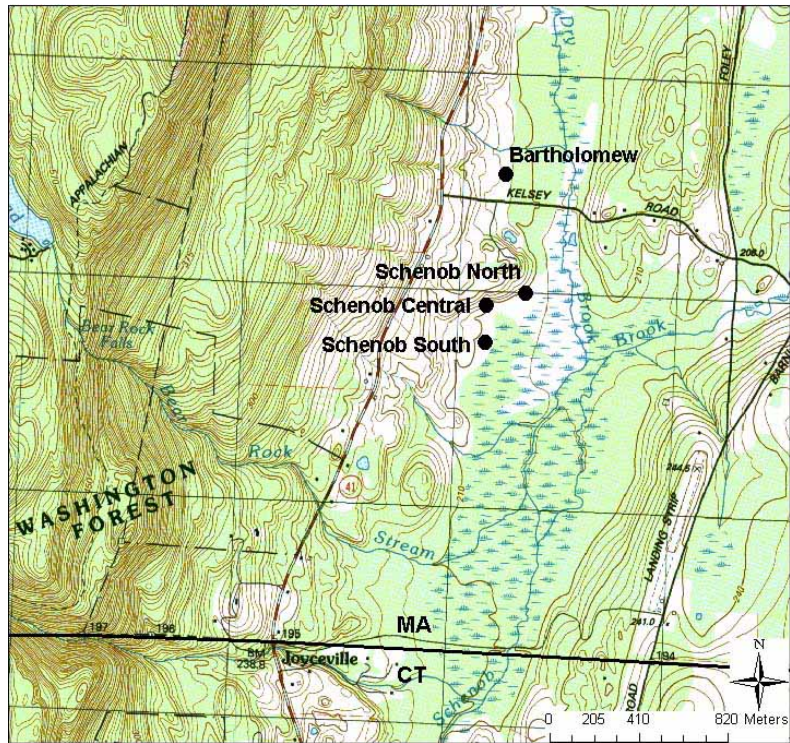 Dry
FOLEY
APPALACHIAN
Bartholomew
KELSEY
ROAD
208.0
Schenob North
Schenob Central
Schenob South
210
Brook
Brook
Bear Rock
Falls
Bear
Rock
41
210
244.5
WASHINGTON
FOREST
Stream
LANDING STRIP
240
241.0
197
196
195
MA
194
BM
238.8
Joyceville
CT
Schenob
ROAD
N
0 205 410 820 Meters